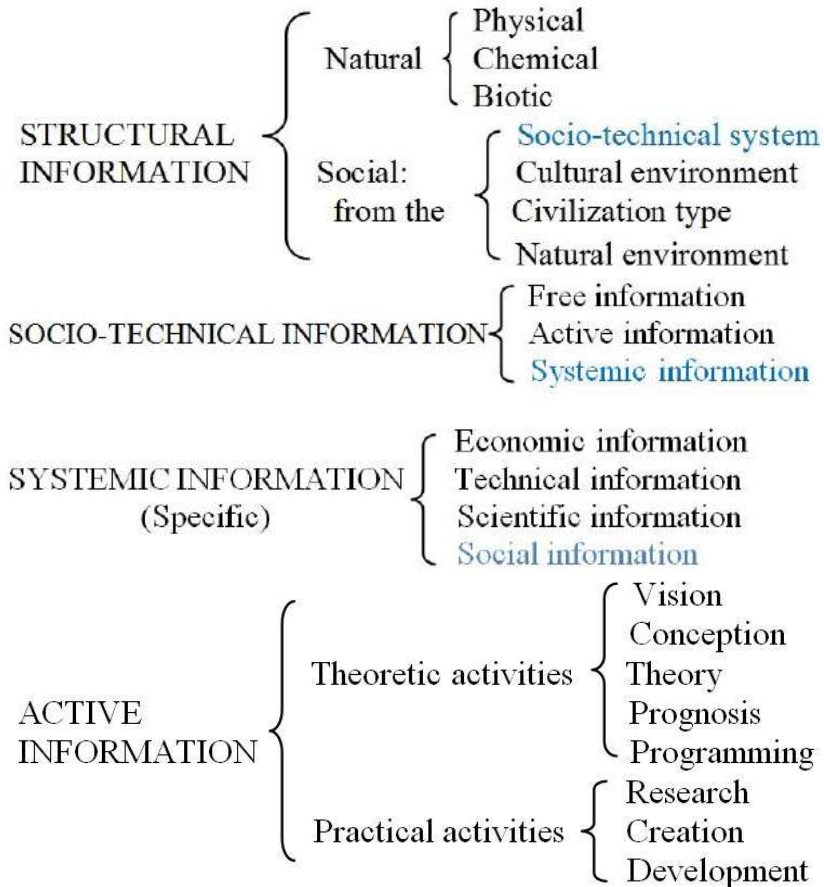 STRUCTURAL
INFORMATION
Natural
Physical
Chemical
Biotic
Social:
from the
Socio-technical system
Cultural environment
Civilization type
Natural environment
SOCIO-TECHNICAL INFORMATION
Free information
Active information
Systemic information
SYSTEMIC INFORMATION
(Specific)
Economic information
Technical information
Scientific information
Social information
ACTIVE
INFORMATION
Theoretic activities
Vision
Conception
Theory
Prognosis
Programming
Practical activities
Research
Creation
Development